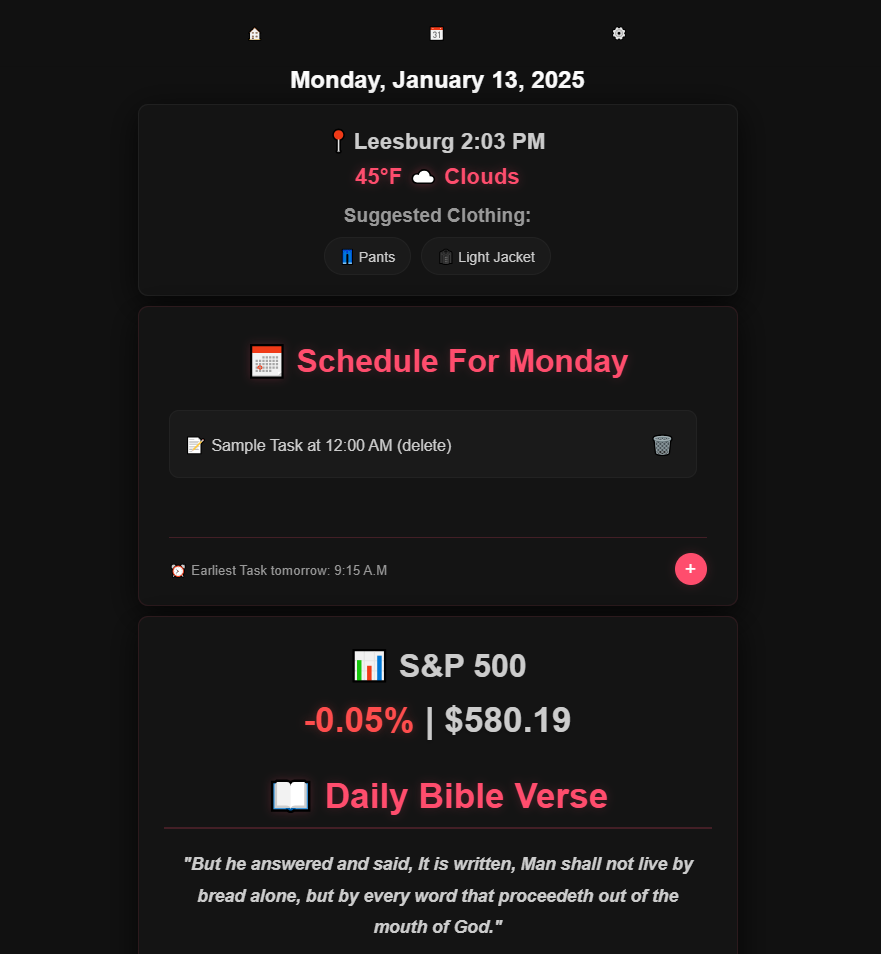 Monday, January 13, 2025
Leesburg 2:03 PM
45°F Clouds
Suggested Clothing:
Pants Light Jacket
Schedule For Monday
Sample Task at 12:00 AM (delete)
Earliest Task tomorrow: 9:15 A.M +
S&P 500
-0.05% | $580.19
Daily Bible Verse
"But he answered and said, It is written, Man shall not live by
bread alone, but by every word that proceedeth out of the
mouth of God."